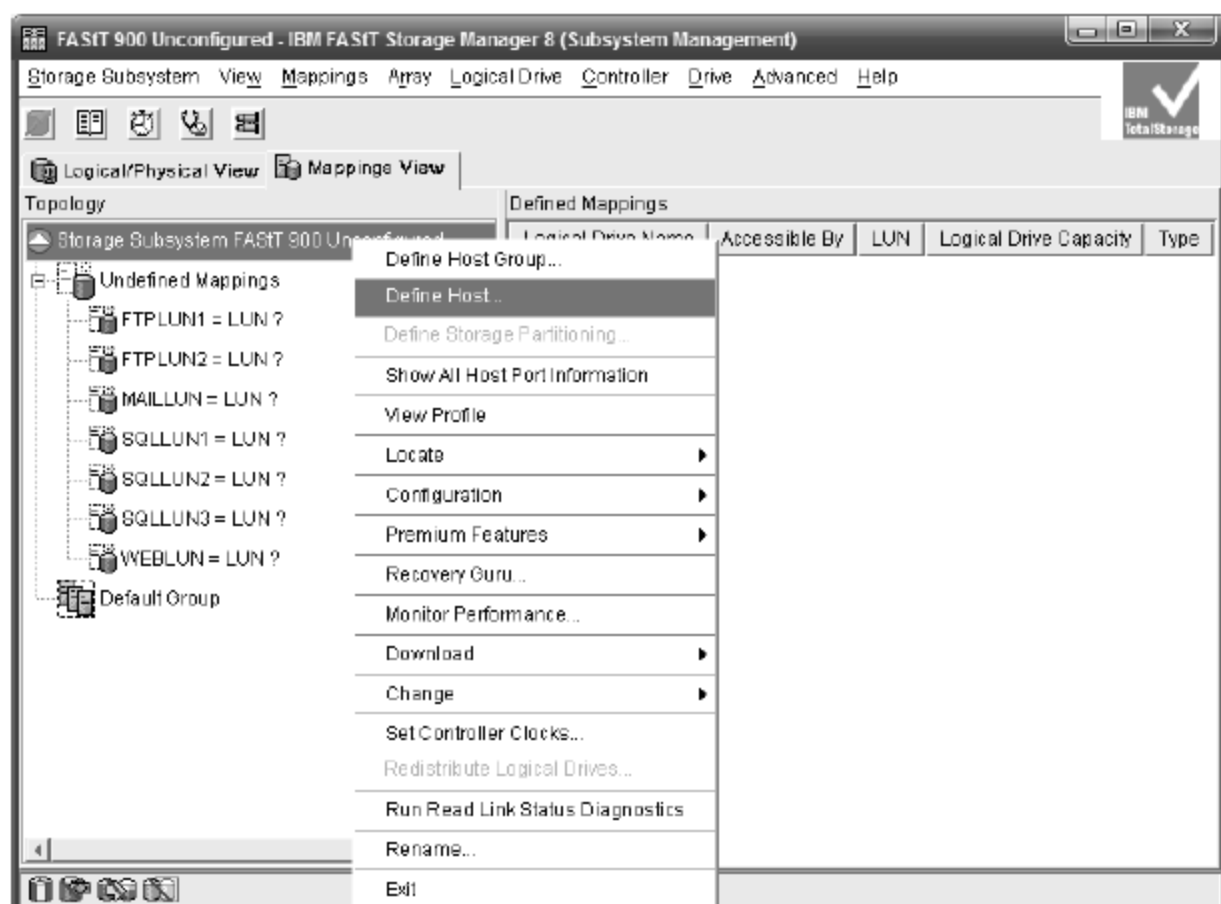 FAStT 900 Unconfigured - IBM FAStT Storage Manager 8 (Subsystem Management)
Storage Subsystem View Mappings Array Logical Drive Controller Drive Advanced Help
IBM
TotalStorage
Logical/Physical View Mappings View
Topology
Defined Mappings
Storage Subsystem FAStT 900 Unconfigured
Logical Drive Name Accessible By LUN Logical Drive Capacity Type
Undefined Mappings
FTPLUN1 = LUN ?
FTPLUN2 = LUN ?
MAILLUN = LUN ?
SQLLUN1 = LUN ?
SQLLUN2 = LUN ?
SQLLUN3 = LUN ?
WEBLUN = LUN ?
Default Group
Define Host Group...
Define Host...
Define Storage Partitioning...
Show All Host Port Information
View Profile
Locate
Configuration
Premium Features
Recovery Guru...
Monitor Performance...
Download
Change
Set Controller Clocks...
Redistribute Logical Drives...
Run Read Link Status Diagnostics
Rename...
Exit